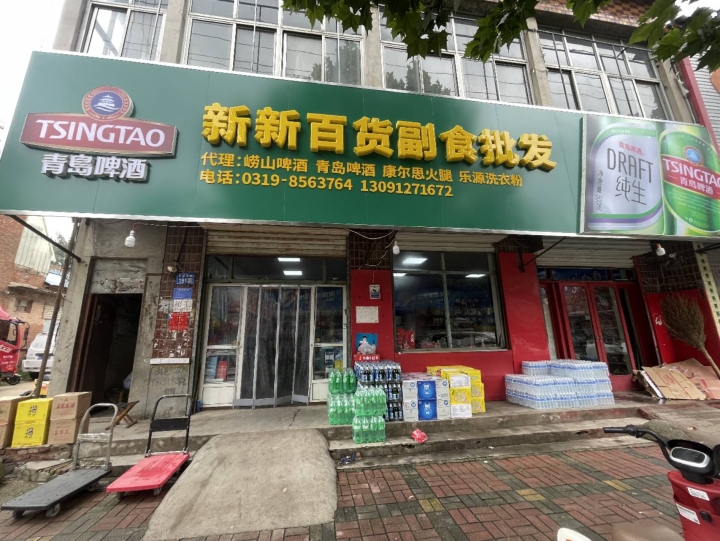 TSINGTAO
青岛啤酒
新新百货副食批发
代理:崂山啤酒 青岛啤酒 康尔思火腿 乐源洗衣粉
电话:0319-8563764 13091271672
DRAFT
纯生
TSINGTAO
青岛啤酒